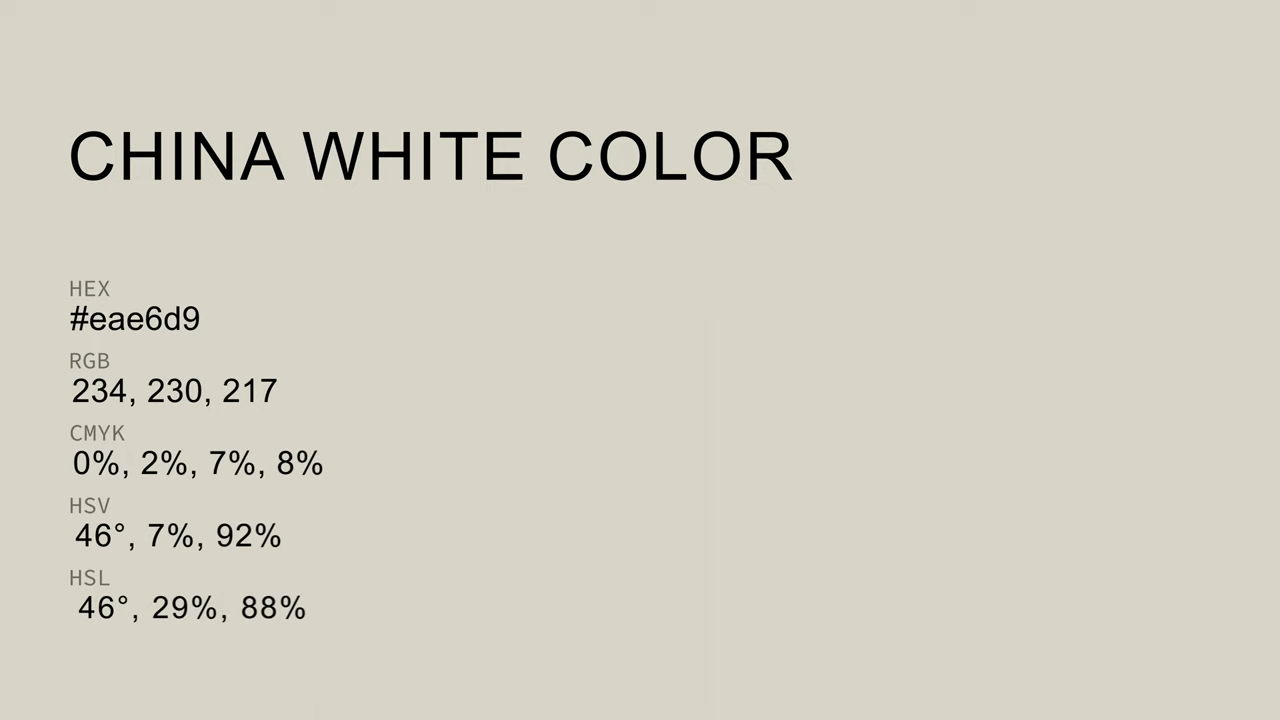 CHINA WHITE COLOR
HEX
#eae6d9
RGB
234, 230, 217
CMYK
0%, 2%, 7%, 8%
HSV
46°, 7%, 92%
HSL
46°, 29%, 88%